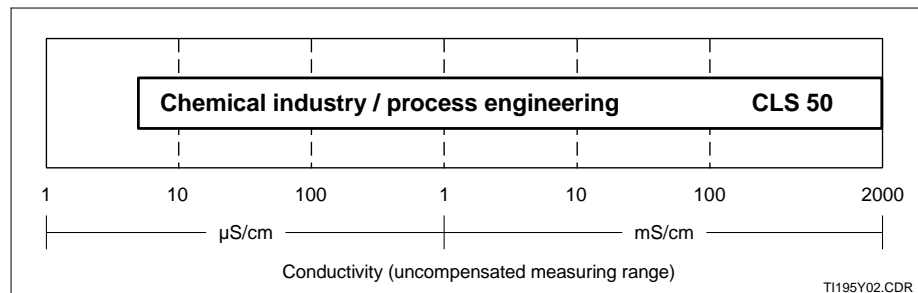 Chemical industry / process engineering CLS 50
1 10 100 1 10 100 2000
µS/cm mS/cm
Conductivity (uncompensated measuring range)
TI195Y02.CDR